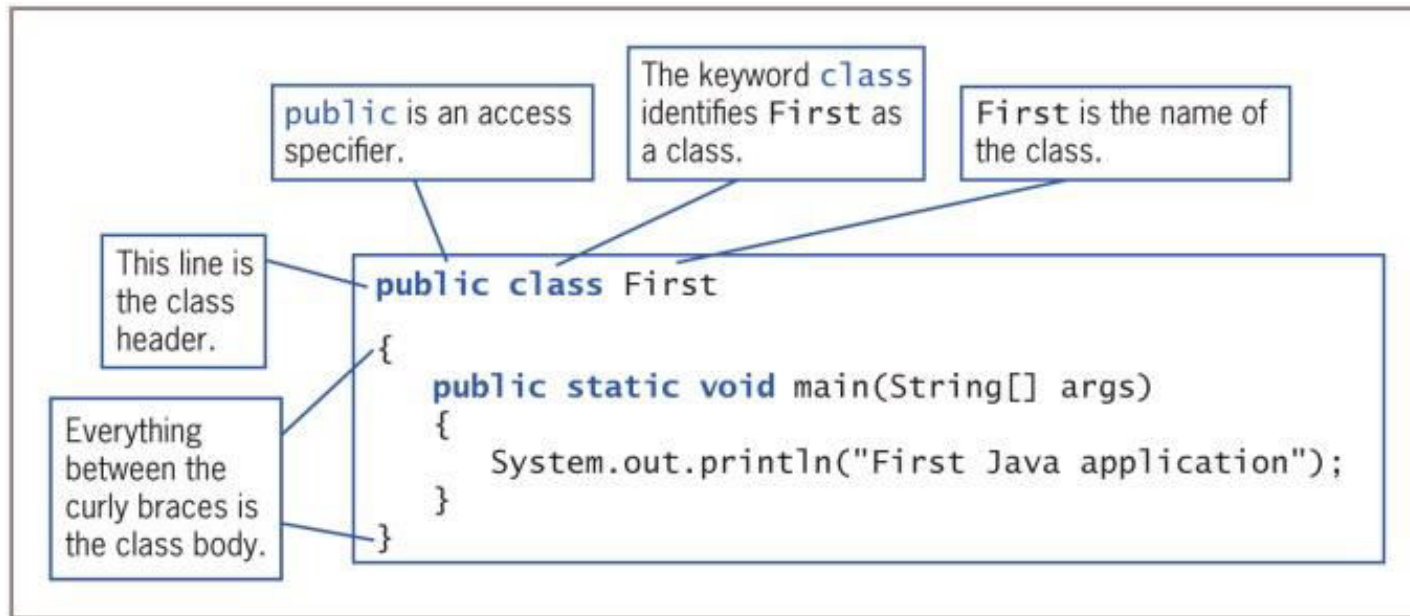 public is an access
specifier.
The keyword class
identifies First as
a class.
First is the name of
the class.
This line is
the class
header.
Everything
between the
curly braces is
the class body.
public class First
{
public static void main(String[] args)
{
System.out.println("First Java application");
}
}